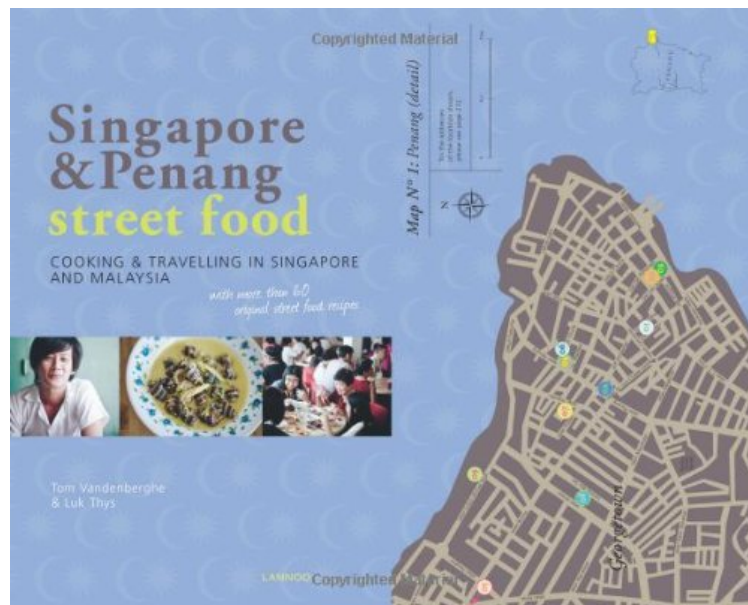 Copyrighted Material
Singapore
& Penang
street food
COOKING & TRAVELLING IN SINGAPORE
AND MALAYSIA
with more than 60
original street food recipes
Tom Vandenberghe
& Luk Thys
LANNOO
Copyrighted Material
Map N° 1: Penang (detail)
N
Georgetown